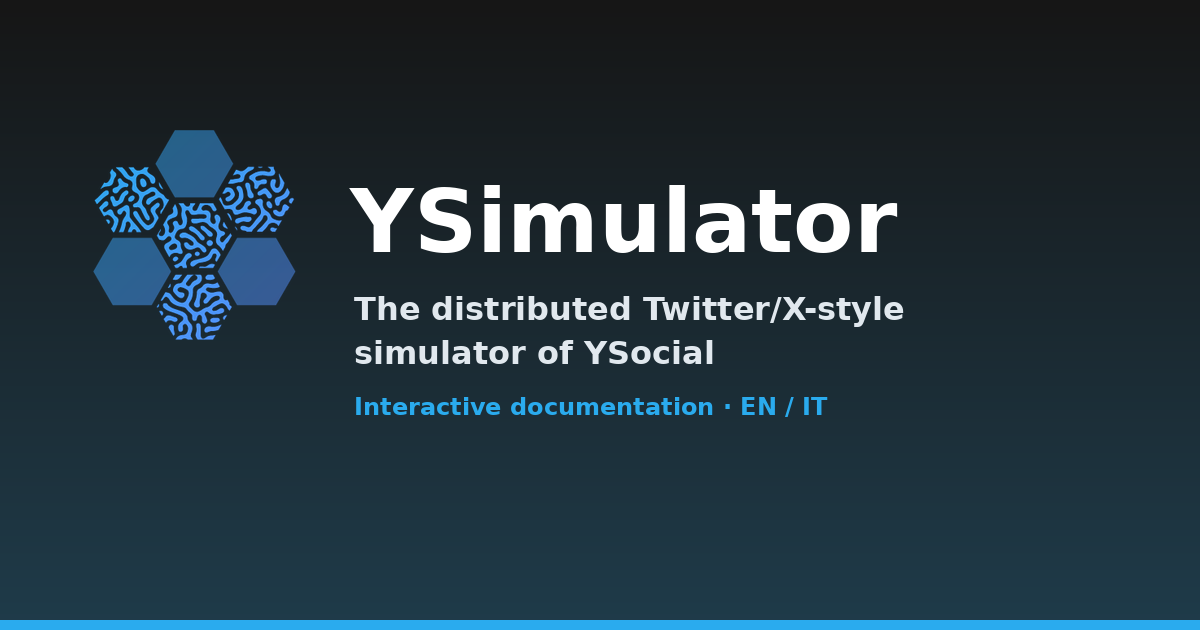 YSimulator
The distributed Twitter/X-style
simulator of YSocial
Interactive documentation · EN / IT